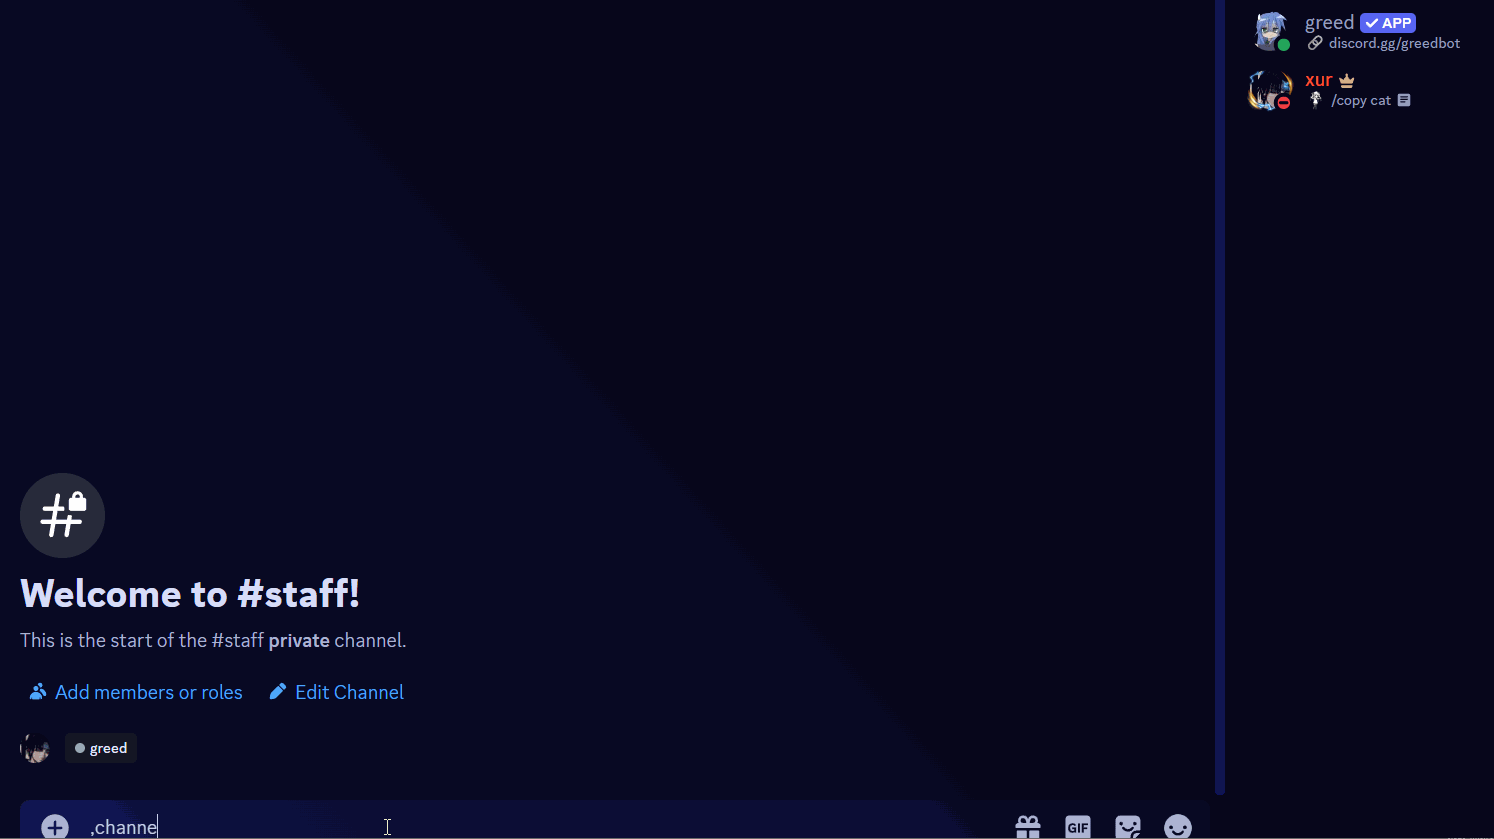 greed APP
discord.gg/greedbot
xur
/copy cat
Welcome to #staff!
This is the start of the #staff private channel.
Add members or roles Edit Channel
greed
,channe GIF